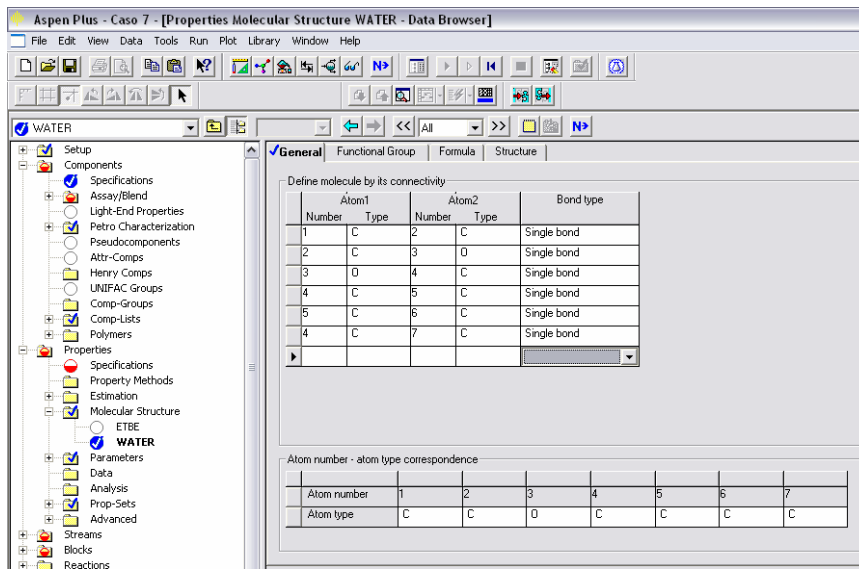 Aspen Plus - Caso 7 - [Properties Molecular Structure WATER - Data Browser]
File Edit View Data Tools Run Plot Library Window Help
N>
WATER
<< All >> N>
Setup
Components
Specifications
Assay/Blend
Light-End Properties
Petro Characterization
Pseudocomponents
Attr-Comps
Henry Comps
UNIFAC Groups
Comp-Groups
Comp-Lists
Polymers
Properties
Specifications
Property Methods
Estimation
Molecular Structure
ETBE
WATER
Parameters
Data
Analysis
Prop-Sets
Advanced
Streams
Blocks
Reactions
General Functional Group Formula Structure
Define molecule by its connectivity
Atom1 Atom2 Bond type
Number Type Number Type
1 C 2 C Single bond
2 C 3 O Single bond
3 O 4 C Single bond
4 C 5 C Single bond
5 C 6 C Single bond
4 C 7 C Single bond
Atom number - atom type correspondence
Atom number 1 2 3 4 5 6 7
Atom type C C O C C C C